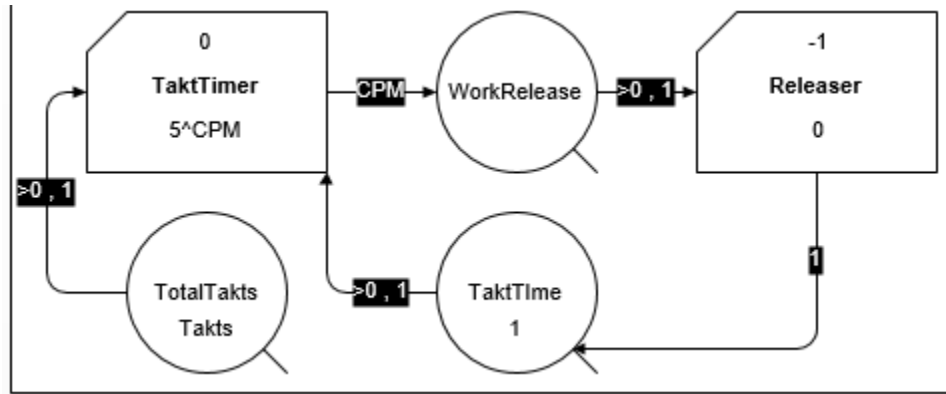 0
TaktTimer
5^CPM
CPM
WorkRelease
>0 , 1
-1
Releaser
0
>0 , 1
TotalTakts
Takts
>0 , 1
TaktTIme
1
1